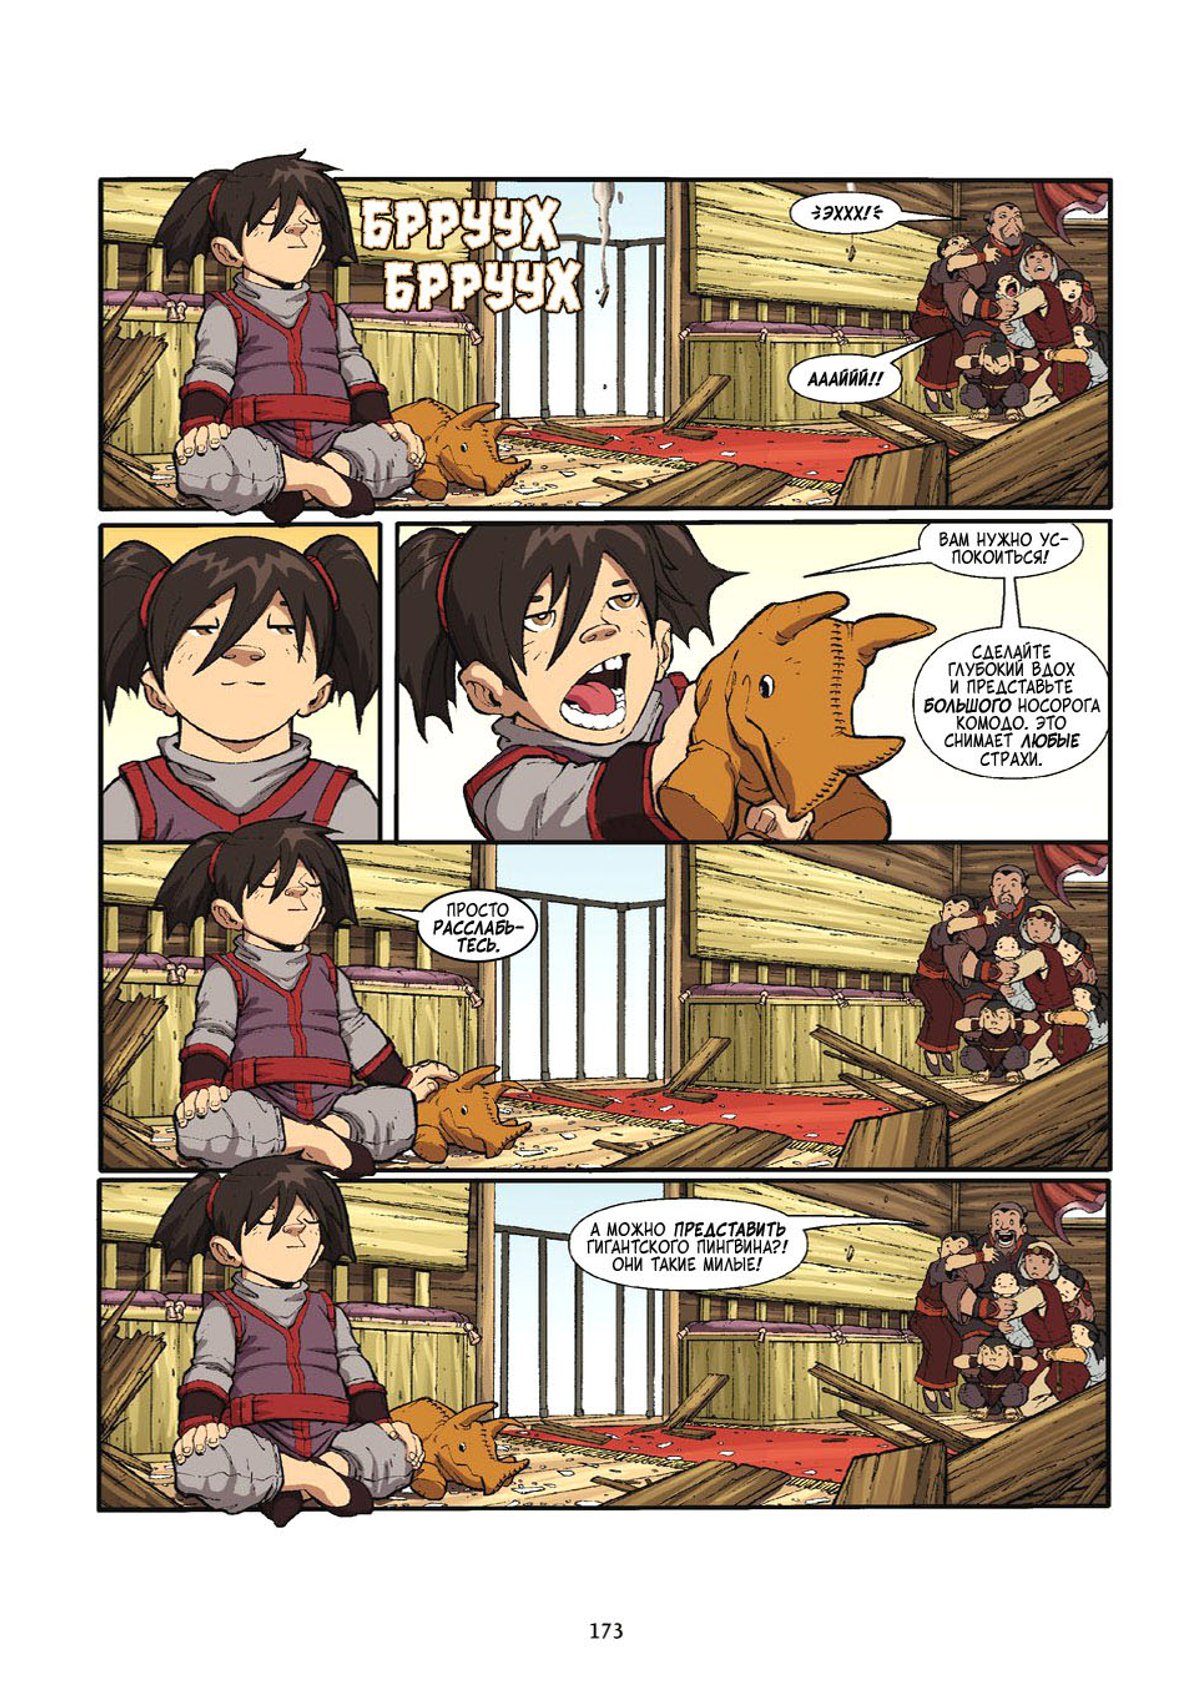 БРРУУХ
БРРУУХ
ЭХХХ!
АААЙЙЙ!!
ВАМ НУЖНО УС-
ПОКОИТЬСЯ!
СДЕЛАЙТЕ
ГЛУБОКИЙ ВДОХ
И ПРЕДСТАВЬТЕ
БОЛЬШОГО НОСОРОГА
КОМОДО. ЭТО
СНИМАЕТ ЛЮБЫЕ
СТРАХИ.
ПРОСТО
РАССЛАБЬ-
ТЕСЬ.
А МОЖНО ПРЕДСТАВИТЬ
ГИГАНТСКОГО ПИНГВИНА?!
ОНИ ТАКИЕ МИЛЫЕ!
173